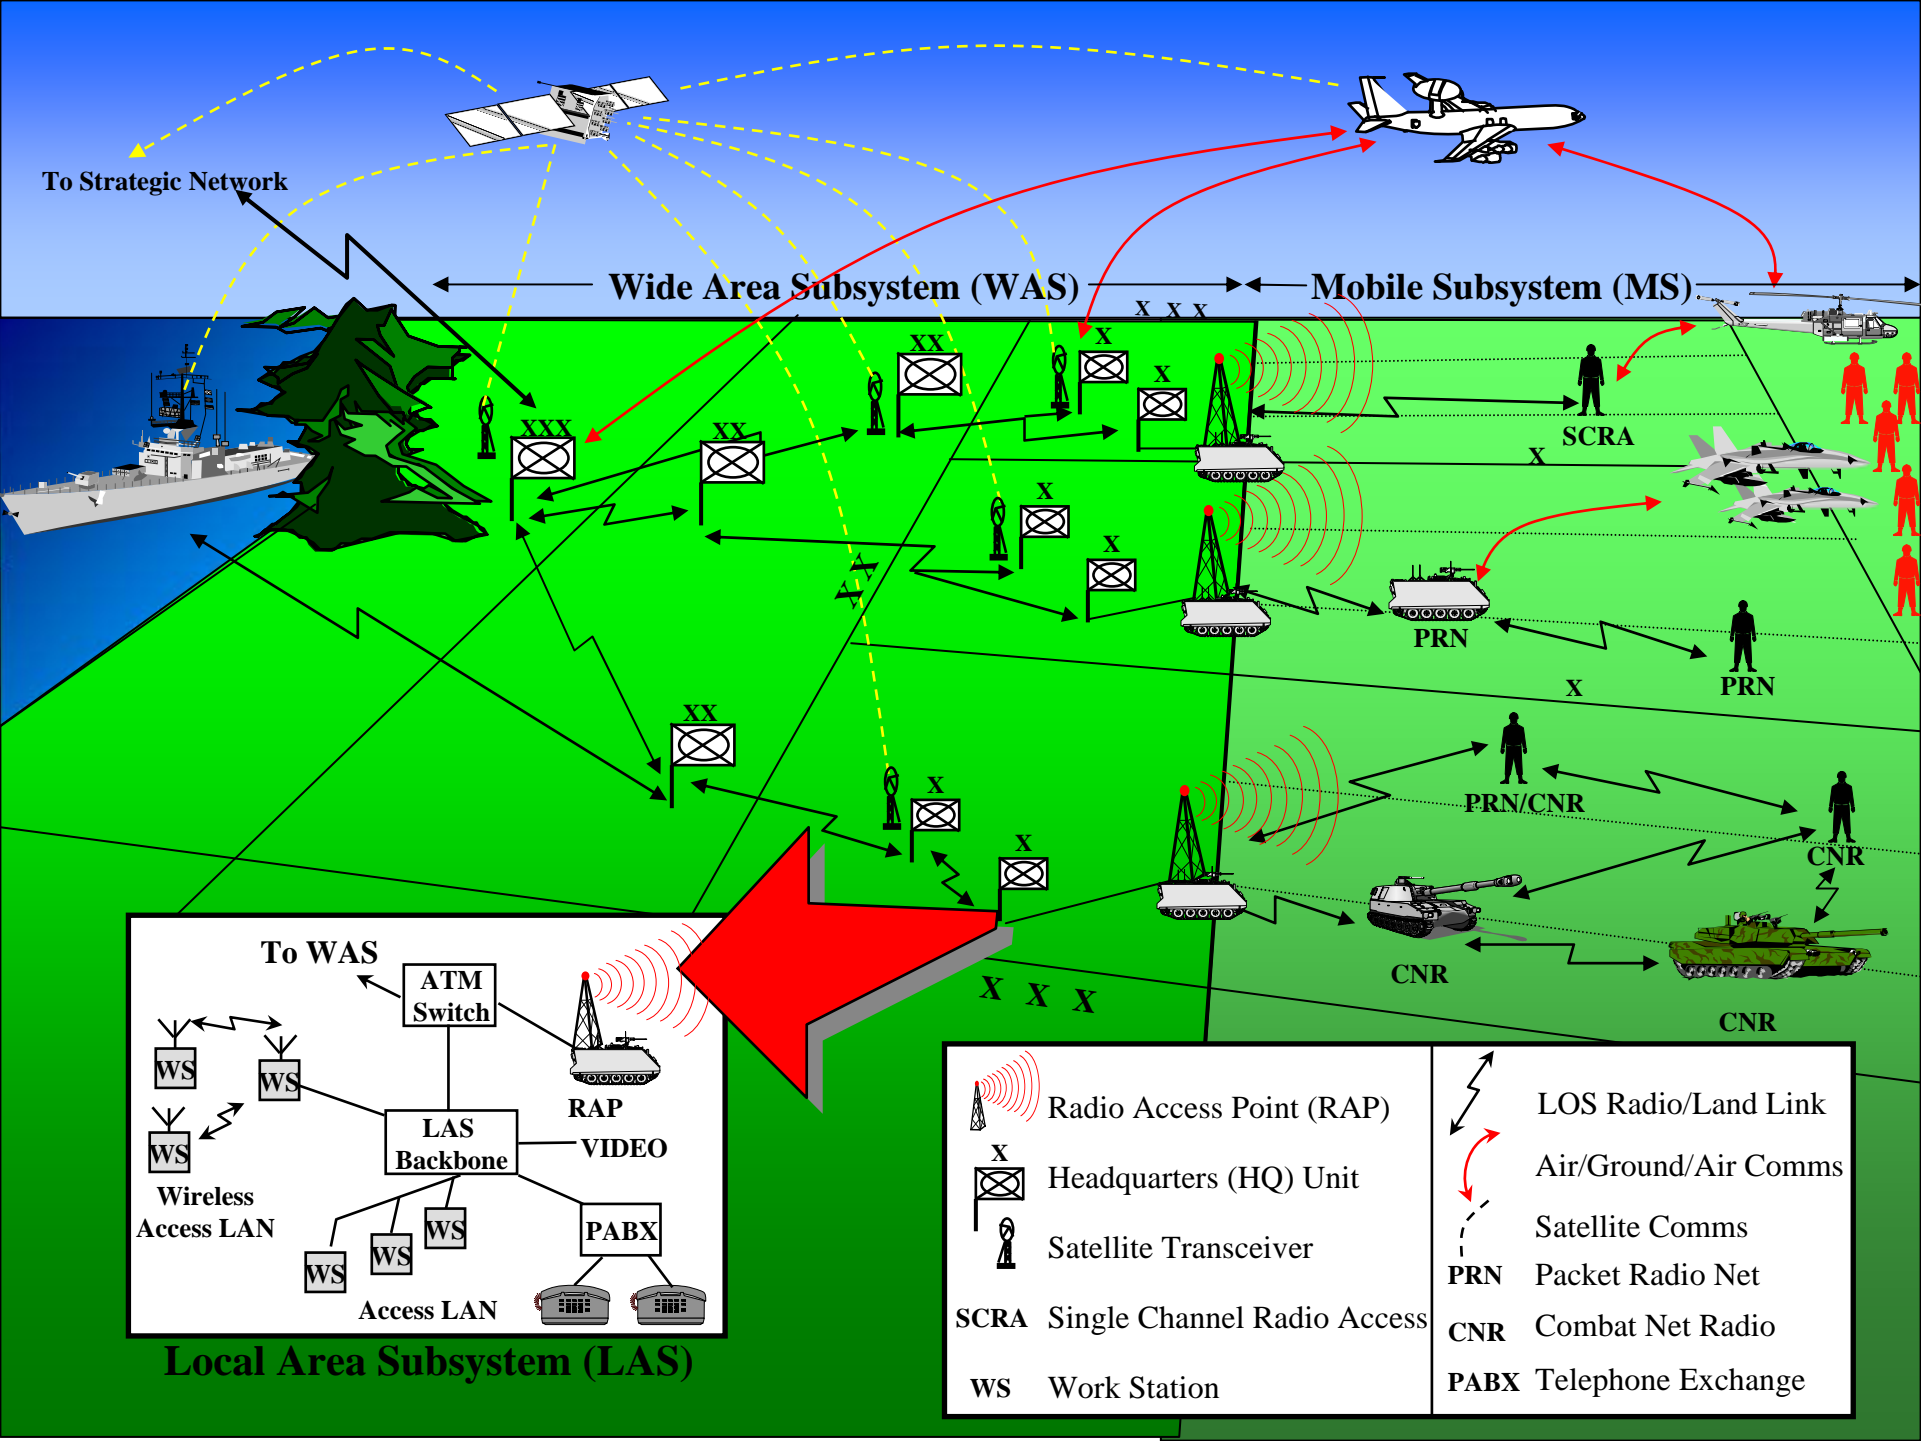 To Strategic Network
Wide Area Subsystem (WAS)
Mobile Subsystem (MS)
X X X
XX
X
X
XXX
XX
SCRA
X
X
X
X X
PRN
PRN
X
XX
X
X
PRN/CNR
CNR
CNR
CNR
X X X
To WAS
ATM
Switch
WS
WS
WS
RAP
LAS
Backbone
VIDEO
Wireless
Access LAN
WS
WS
WS
PABX
Access LAN
Local Area Subsystem (LAS)
Radio Access Point (RAP)
X
Headquarters (HQ) Unit
Satellite Transceiver
SCRA Single Channel Radio Access
WS Work Station
LOS Radio/Land Link
Air/Ground/Air Comms
Satellite Comms
PRN Packet Radio Net
CNR Combat Net Radio
PABX Telephone Exchange